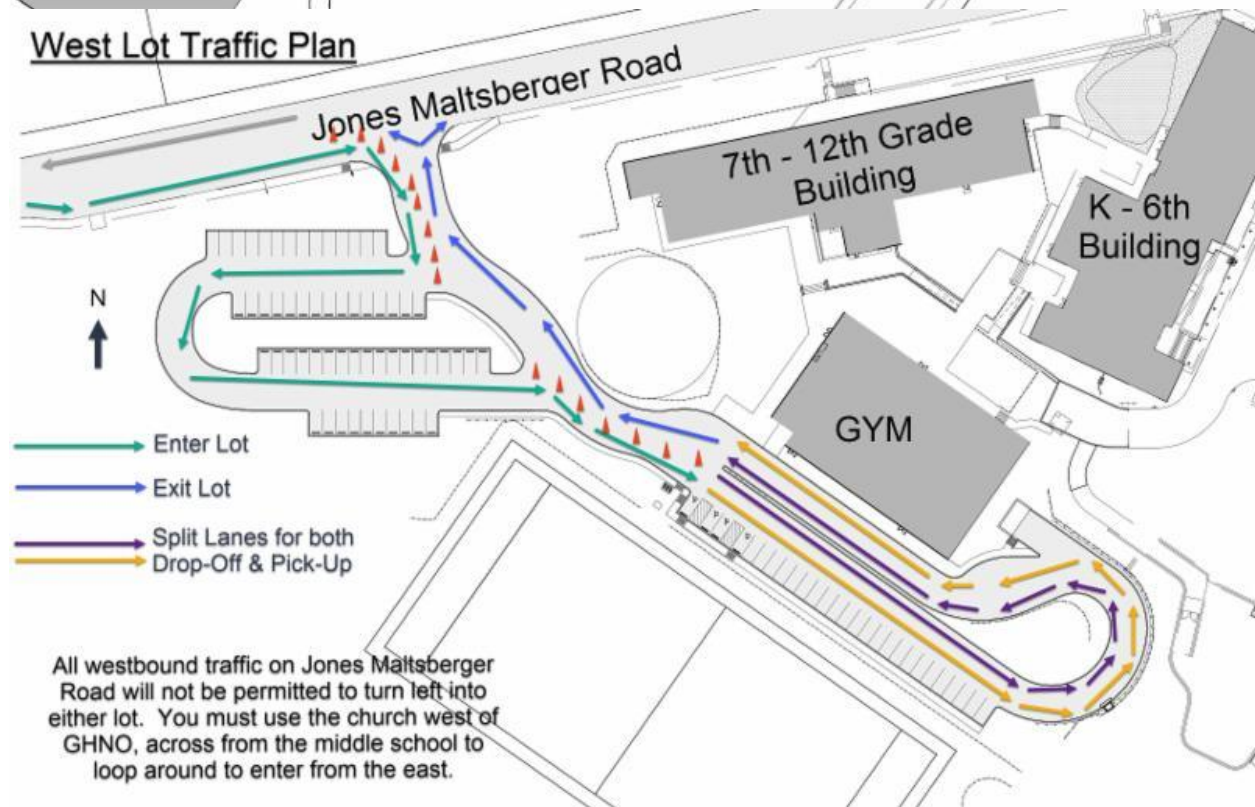 West Lot Traffic Plan
Jones Maltsberger Road
7th - 12th Grade
Building
K - 6th
Building
N
GYM
Enter Lot
Exit Lot
Split Lanes for both
Drop-Off & Pick-Up
All westbound traffic on Jones Maltsberger
Road will not be permitted to turn left into
either lot. You must use the church west of
GHNO, across from the middle school to
loop around to enter from the east.